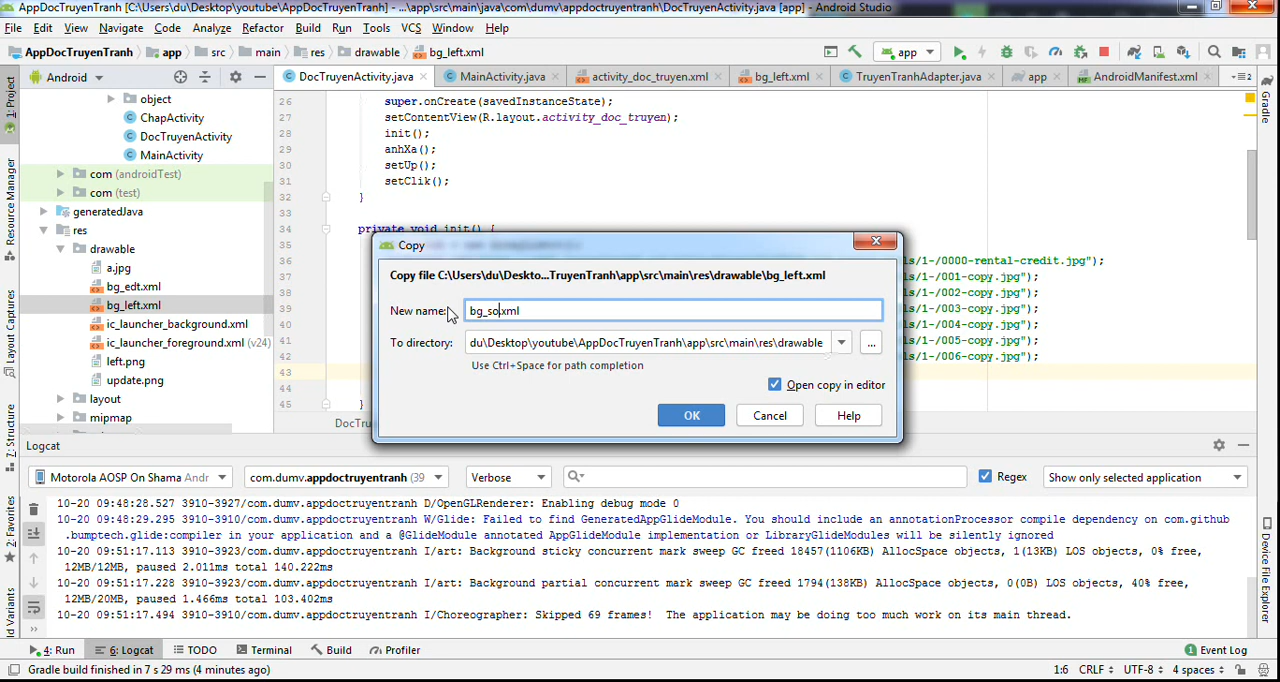 AppDocTruyenTranh [C:\Users\du\Desktop\youtube\AppDocTruyenTranh] - ...\app\src\main\java\com\dumv\appdoctruyentranh\DocTruyenActivity.java [app] - Android Studio
File Edit View Navigate Code Analyze Refactor Build Run Tools VCS Window Help
AppDocTruyenTranh app src main res drawable bg_left.xml app
1: Project Android DocTruyenActivity.java MainActivity.java activity_doc_truyen.xml bg_left.xml TruyenTranhAdapter.java app AndroidManifest.xml 2 Gradle
object
ChapActivity
DocTruyenActivity
MainActivity
com (androidTest)
com (test)
generatedJava
res
drawable
a.jpg
bg_edt.xml
bg_left.xml
ic_launcher_background.xml
ic_launcher_foreground.xml (v24)
left.png
update.png
layout
mipmap
Resource Manager
Layout Captures
Z: Structure
2: Favorites
ld Variants
26 super.onCreate(savedInstanceState);
27 setContentView(R.layout.activity_doc_truyen);
28 init();
29 anhXa();
30 setUp();
31 setClik();
32 }
33
34 private void init() {
35
36 ls/1-/0000-rental-credit.jpg");
37 ls/1-/001-copy.jpg");
38 ls/1-/002-copy.jpg");
39 ls/1-/003-copy.jpg");
40 ls/1-/004-copy.jpg");
41 ls/1-/005-copy.jpg");
42 ls/1-/006-copy.jpg");
43
44
45 }
DocTru
Copy
Copy file C:\Users\du\Deskto...TruyenTranh\app\src\main\res\drawable\bg_left.xml
New name: bg_so.xml
To directory: du\Desktop\youtube\AppDocTruyenTranh\app\src\main\res\drawable ...
Use Ctrl+Space for path completion
Open copy in editor
OK Cancel Help
Logcat
Motorola AOSP On Shama Andr com.dumv.appdoctruyentranh (39 Verbose Regex Show only selected application
10-20 09:48:28.527 3910-3927/com.dumv.appdoctruyentranh D/OpenGLRenderer: Enabling debug mode 0
10-20 09:48:29.295 3910-3910/com.dumv.appdoctruyentranh W/Glide: Failed to find GeneratedAppGlideModule. You should include an annotationProcessor compile dependency on com.github
.bumptech.glide:compiler in your application and a @GlideModule annotated AppGlideModule implementation or LibraryGlideModules will be silently ignored
10-20 09:51:17.113 3910-3923/com.dumv.appdoctruyentranh I/art: Background sticky concurrent mark sweep GC freed 18457(1106KB) AllocSpace objects, 1(13KB) LOS objects, 0% free,
12MB/12MB, paused 2.011ms total 140.222ms
10-20 09:51:17.228 3910-3923/com.dumv.appdoctruyentranh I/art: Background partial concurrent mark sweep GC freed 1794(138KB) AllocSpace objects, 0(0B) LOS objects, 40% free,
12MB/20MB, paused 1.466ms total 103.402ms
10-20 09:51:17.494 3910-3910/com.dumv.appdoctruyentranh I/Choreographer: Skipped 69 frames! The application may be doing too much work on its main thread.
Device File Explorer
4: Run 6: Logcat TODO Terminal Build Profiler 1 Event Log
Gradle build finished in 7 s 29 ms (4 minutes ago) 1:6 CRLF UTF-8 4 spaces